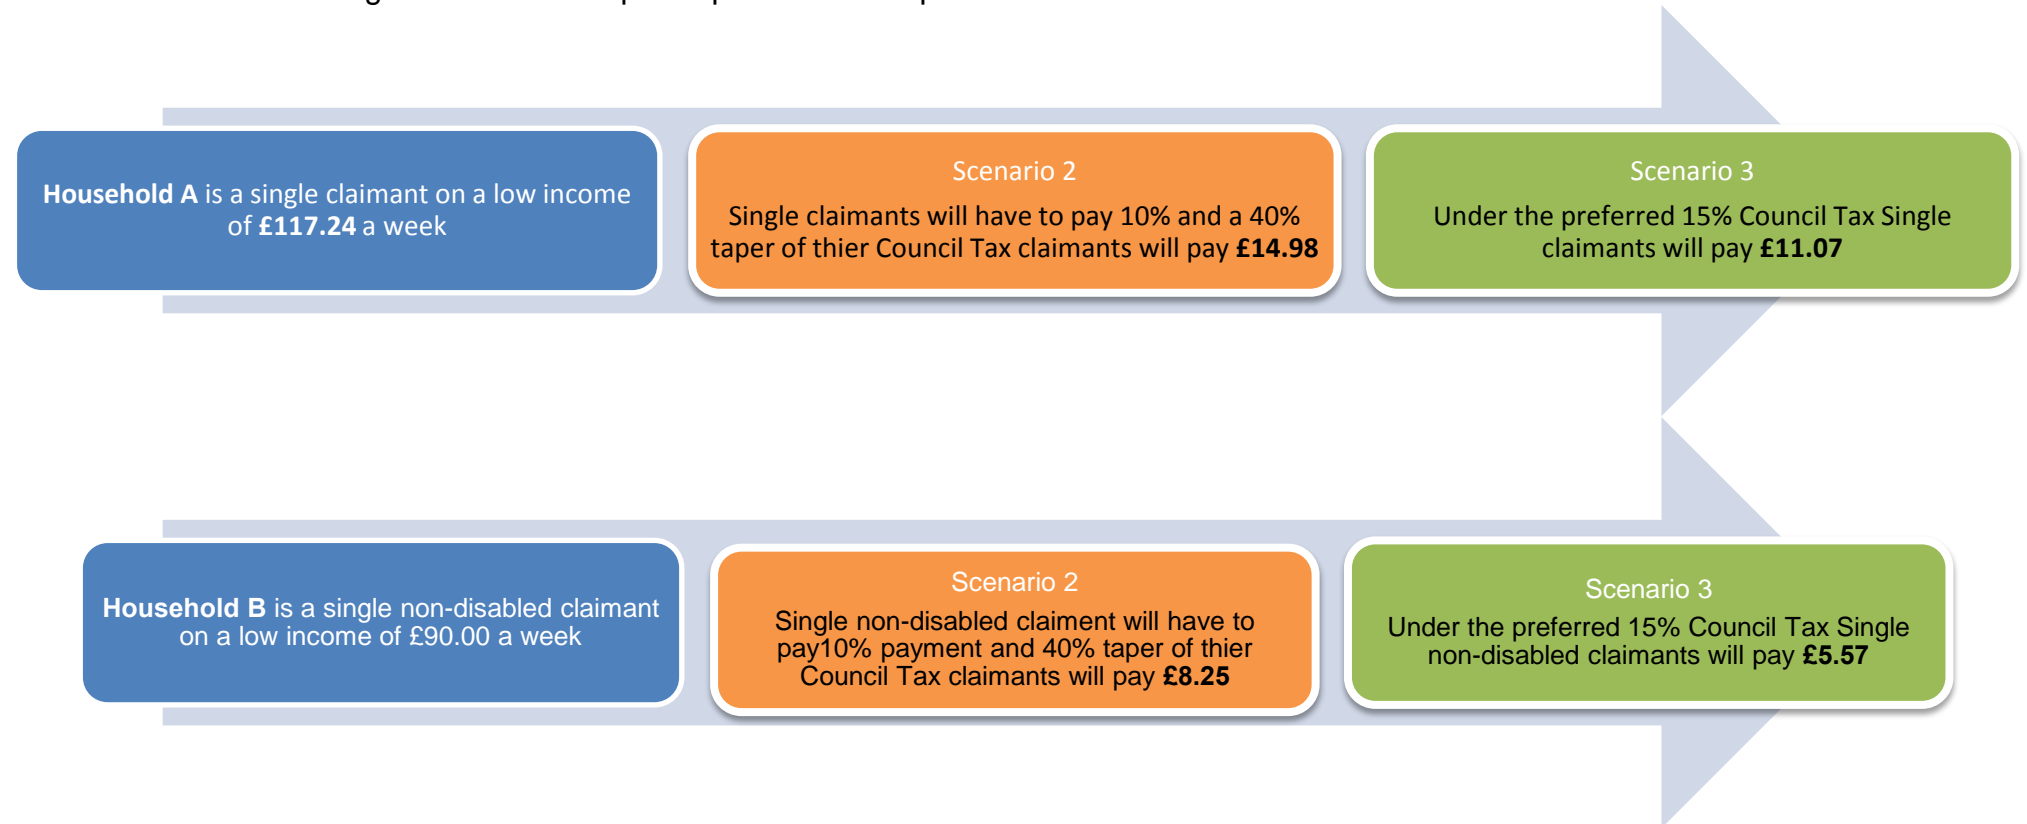 Household A is a single claimant on a low income
of £117.24 a week
Scenario 2
Single claimants will have to pay 10% and a 40%
taper of thier Council Tax claimants will pay £14.98
Scenario 3
Under the preferred 15% Council Tax Single
claimants will pay £11.07
Household B is a single non-disabled claimant
on a low income of £90.00 a week
Scenario 2
Single non-disabled claiment will have to
pay10% payment and 40% taper of thier
Council Tax claimants will pay £8.25
Scenario 3
Under the preferred 15% Council Tax Single
non-disabled claimants will pay £5.57